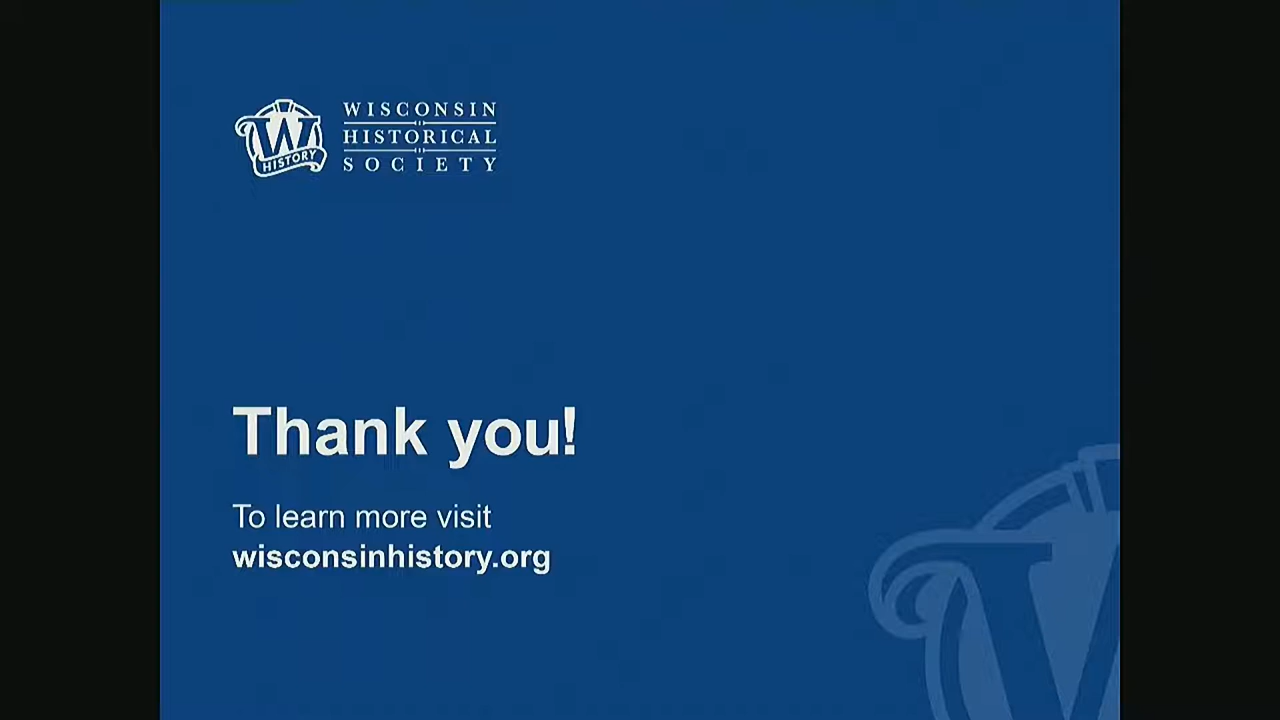 W
HISTORY
WISCONSIN
HISTORICAL
SOCIETY
Thank you!
To learn more visit
wisconsinhistory.org
W